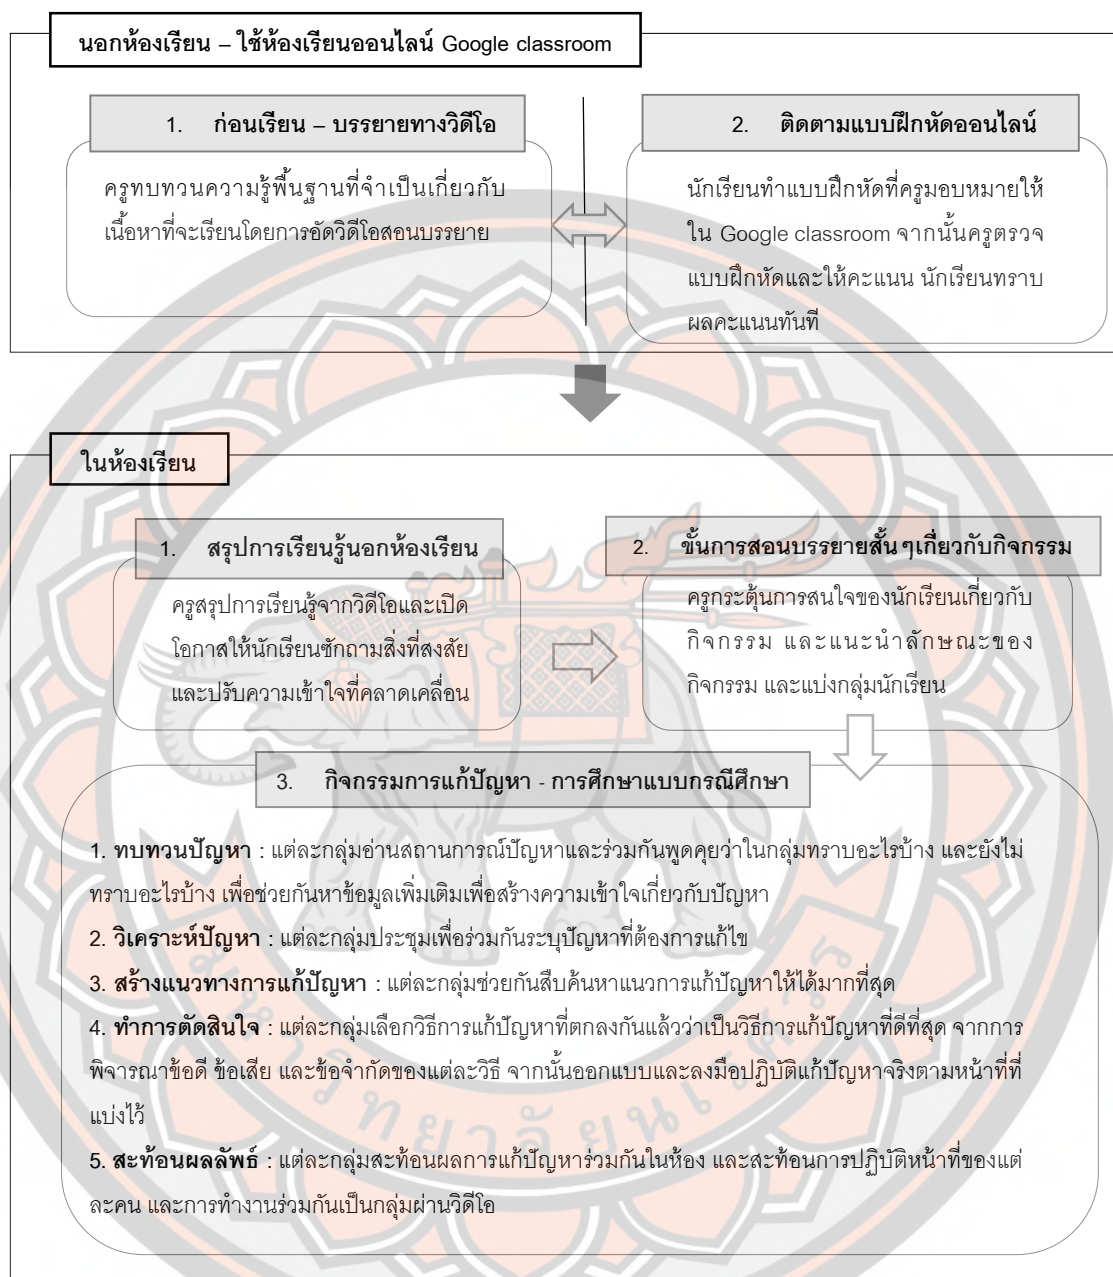 นอกห้องเรียน – ใช้ห้องเรียนออนไลน์ Google classroom
1. ก่อนเรียน – บรรยายทางวิดีโอ
ครูทบทวนความรู้พื้นฐานที่จำเป็นเกี่ยวกับ
เนื้อหาที่จะเรียนโดยการอัดวิดีโอสอนบรรยาย
2. ติดตามแบบฝึกหัดออนไลน์
นักเรียนทำแบบฝึกหัดที่ครูมอบหมายให้
ใน Google classroom จากนั้นครูตรวจ
แบบฝึกหัดและให้คะแนน นักเรียนทราบ
ผลคะแนนทันที
ในห้องเรียน
1. สรุปการเรียนรู้นอกห้องเรียน
ครูสรุปการเรียนรู้จากวิดีโอและเปิด
โอกาสให้นักเรียนซักถามสิ่งที่สงสัย
และปรับความเข้าใจที่คลาดเคลื่อน
2. ขั้นการสอนบรรยายสั้นๆเกี่ยวกับกิจกรรม
ครูกระตุ้นการสนใจของนักเรียนเกี่ยวกับ
กิจกรรม และแนะนำลักษณะของ
กิจกรรม และแบ่งกลุ่มนักเรียน
3. กิจกรรมการแก้ปัญหา - การศึกษาแบบกรณีศึกษา
1. ทบทวนปัญหา : แต่ละกลุ่มอ่านสถานการณ์ปัญหาและร่วมกันพูดคุยว่าในกลุ่มทราบอะไรบ้าง และยังไม่
ทราบอะไรบ้าง เพื่อช่วยกันหาข้อมูลเพิ่มเติมเพื่อสร้างความเข้าใจเกี่ยวกับปัญหา
2. วิเคราะห์ปัญหา : แต่ละกลุ่มประชุมเพื่อร่วมกันระบุปัญหาที่ต้องการแก้ไข
3. สร้างแนวทางการแก้ปัญหา : แต่ละกลุ่มช่วยกันสืบค้นหาแนวการแก้ปัญหาให้ได้มากที่สุด
4. ทำการตัดสินใจ : แต่ละกลุ่มเลือกวิธีการแก้ปัญหาที่ตกลงกันแล้วว่าเป็นวิธีการแก้ปัญหาที่ดีที่สุด จากการ
พิจารณาข้อดี ข้อเสีย และข้อจำกัดของแต่ละวิธี จากนั้นออกแบบและลงมือปฏิบัติแก้ปัญหาจริงตามหน้าที่ที่
แบ่งไว้
5. สะท้อนผลลัพธ์ : แต่ละกลุ่มสะท้อนผลการแก้ปัญหาร่วมกันในห้อง และสะท้อนการปฏิบัติหน้าที่ของแต่
ละคน และการทำงานร่วมกันเป็นกลุ่มผ่านวิดีโอ
มหาวิทยาลัยนเรศวร